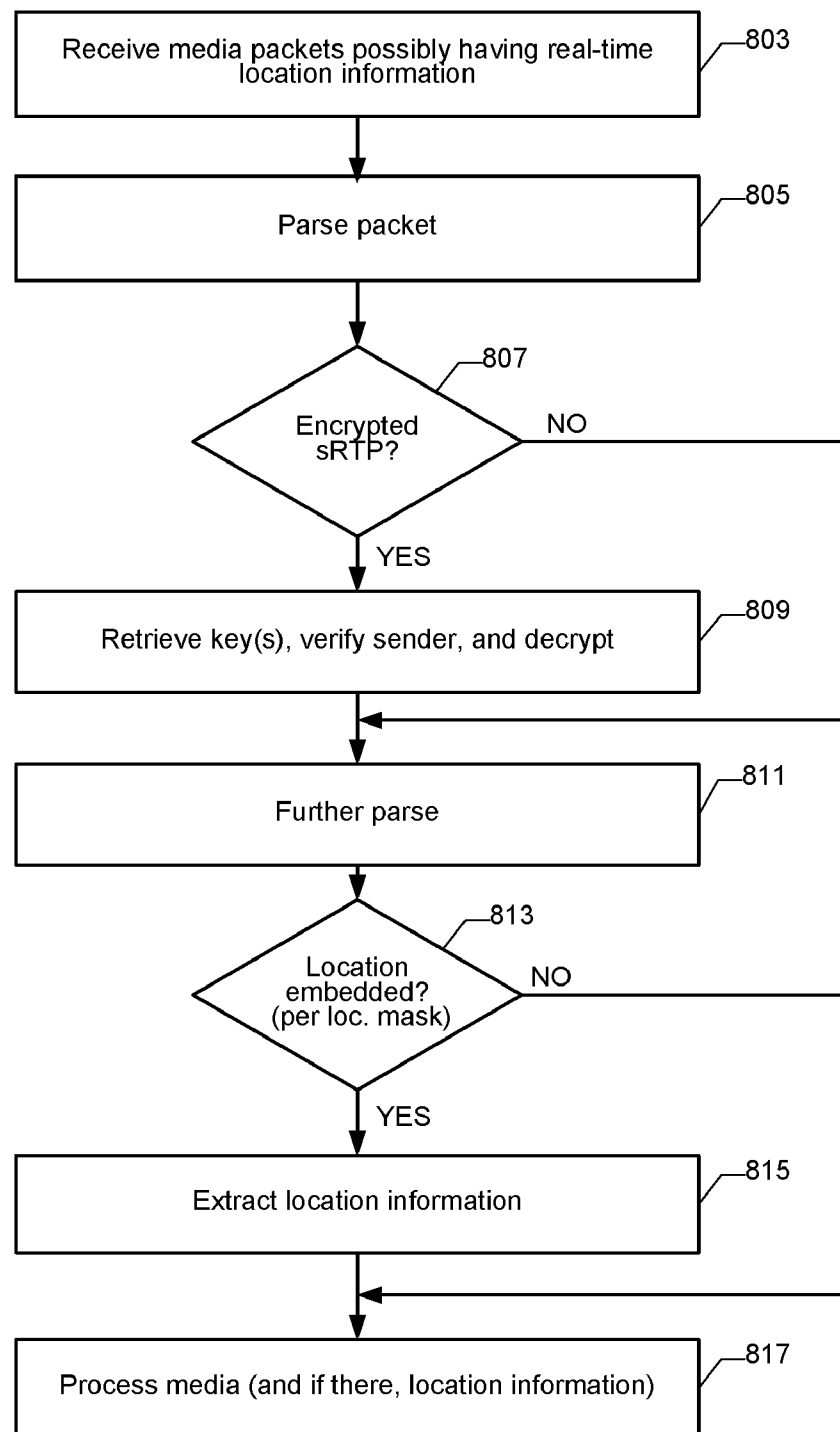 Receive media packets possibly having real-time
location information
803
Parse packet
805
807
Encrypted
sRTP?
NO
YES
Retrieve key(s), verify sender, and decrypt
809
Further parse
811
813
Location
embedded?
(per loc. mask)
NO
YES
Extract location information
815
Process media (and if there, location information)
817